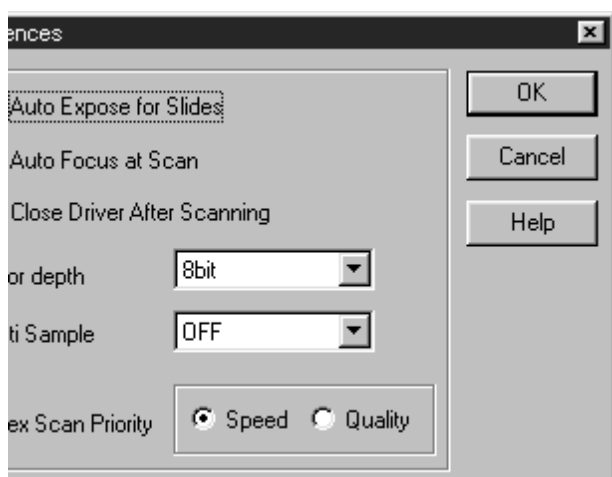 ences
Auto Expose for Slides
OK
Auto Focus at Scan
Cancel
Close Driver After Scanning
Help
or depth 8bit
ti Sample OFF
ex Scan Priority Speed Quality